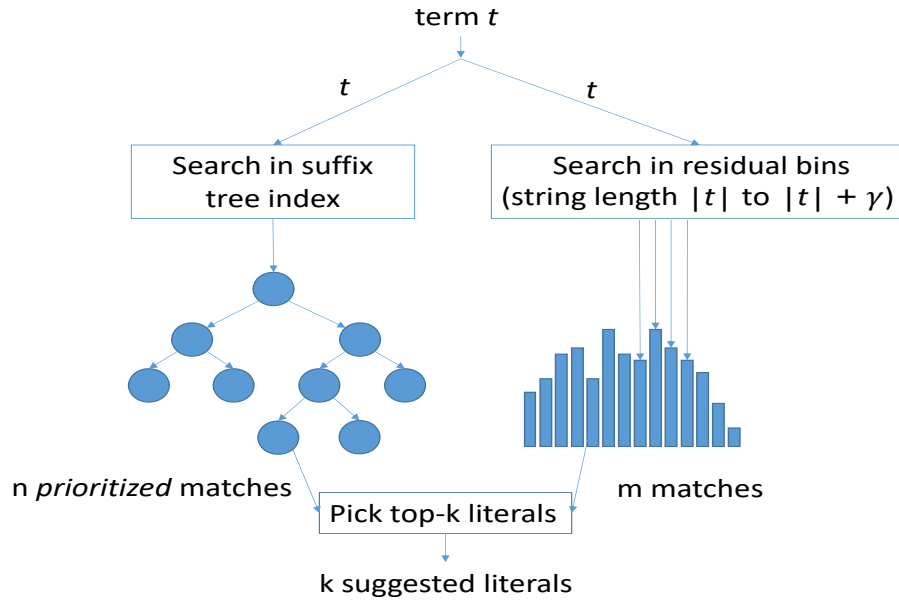 term t
t
t
Search in suffix
tree index
Search in residual bins
(string length |t| to |t| + γ)
n prioritized matches
m matches
Pick top-k literals
k suggested literals